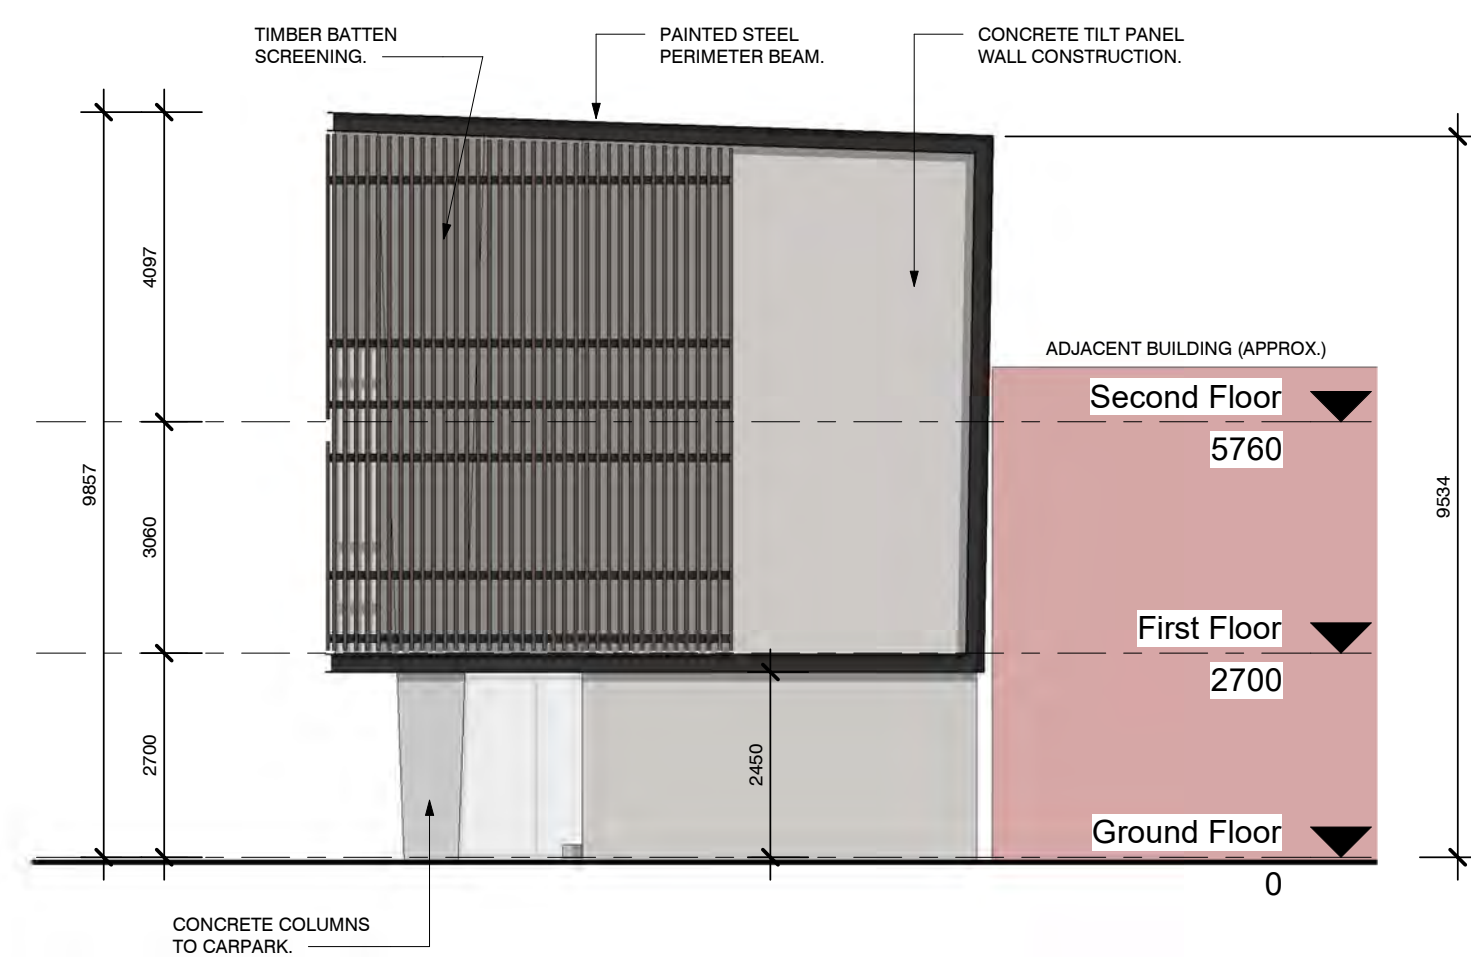 TIMBER BATTEN
SCREENING.
PAINTED STEEL
PERIMETER BEAM.
CONCRETE TILT PANEL
WALL CONSTRUCTION.
4097
ADJACENT BUILDING (APPROX.)
Second Floor
5760
9857
9534
3060
First Floor
2700
2700
2450
Ground Floor
0
CONCRETE COLUMNS
TO CARPARK.